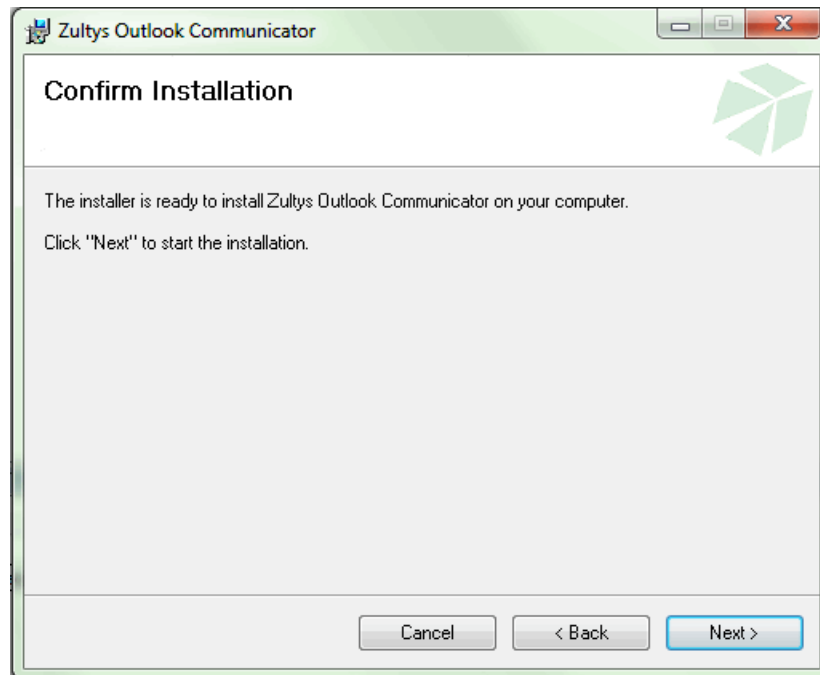 Zultys Outlook Communicator
Confirm Installation
The installer is ready to install Zultys Outlook Communicator on your computer.
Click "Next" to start the installation.
Cancel
< Back
Next >